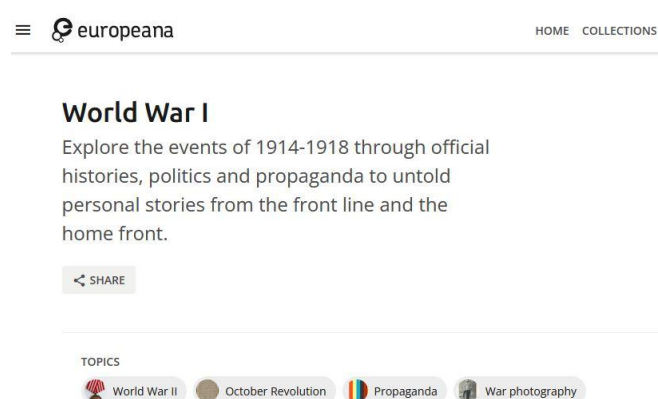 europeana
HOME COLLECTIONS
World War I
Explore the events of 1914-1918 through official
histories, politics and propaganda to untold
personal stories from the front line and the
home front.
SHARE
TOPICS
World War II October Revolution Propaganda War photography